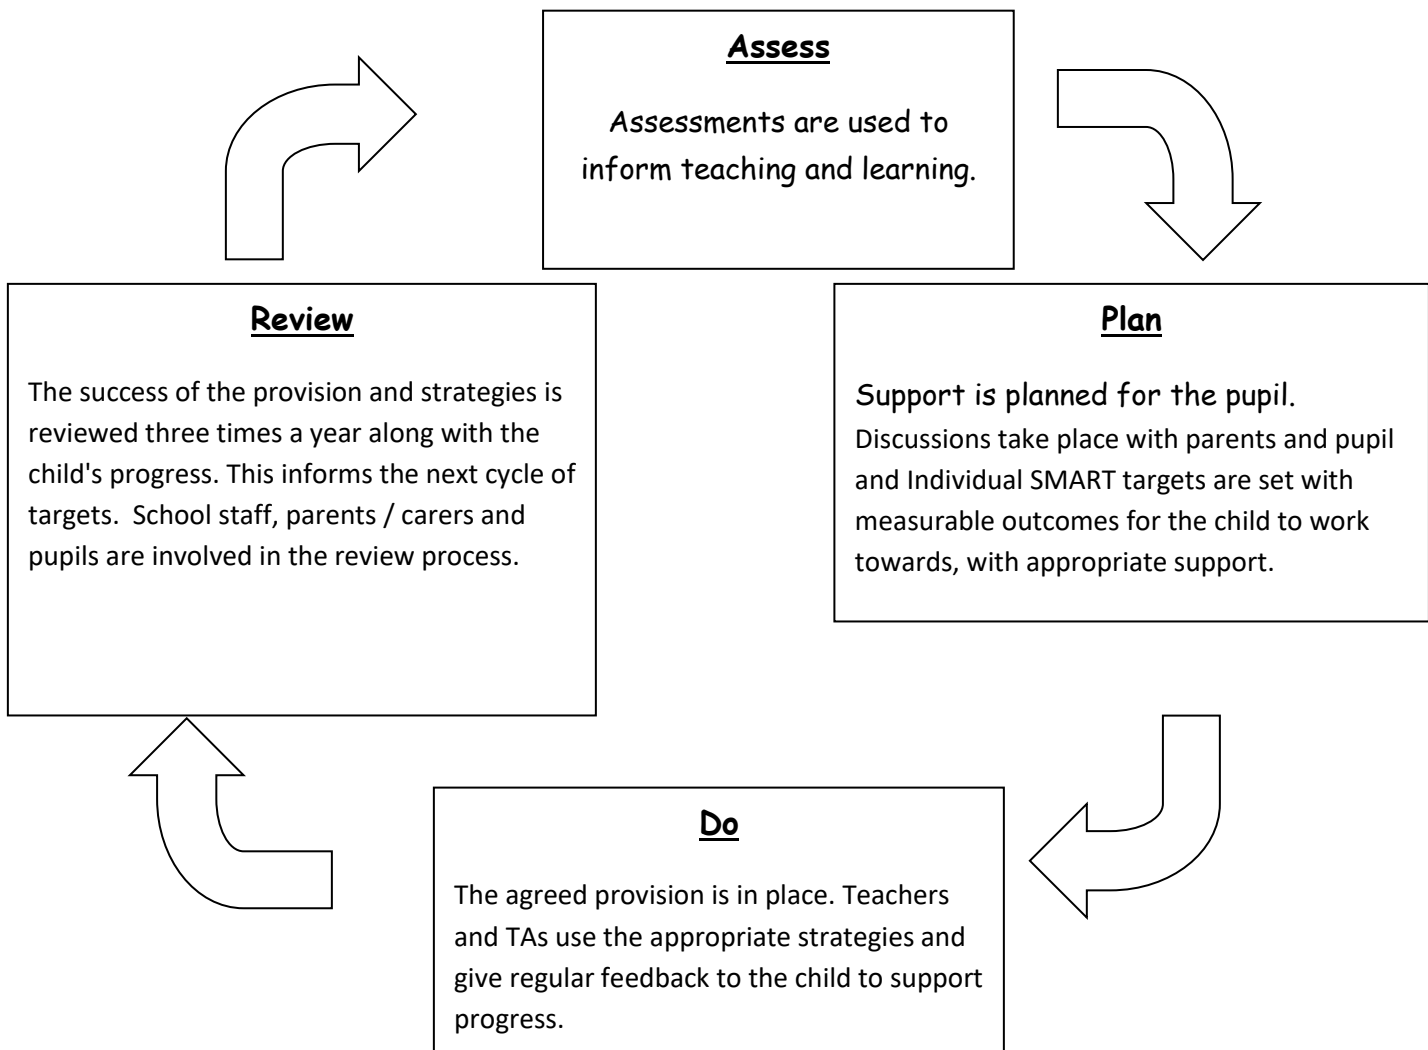 Assess
Assessments are used to
inform teaching and learning.
Plan
Support is planned for the pupil.
Discussions take place with parents and pupil
and Individual SMART targets are set with
measurable outcomes for the child to work
towards, with appropriate support.
Do
The agreed provision is in place. Teachers
and TAs use the appropriate strategies and
give regular feedback to the child to support
progress.
Review
The success of the provision and strategies is
reviewed three times a year along with the
child's progress. This informs the next cycle of
targets.  School staff, parents / carers and
pupils are involved in the review process.